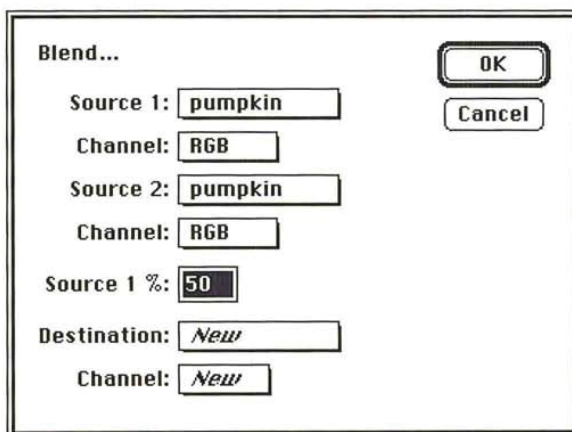 Blend...
OK
Source 1: pumpkin
Cancel
Channel: RGB
Source 2: pumpkin
Channel: RGB
Source 1 %: 50
Destination: New
Channel: New